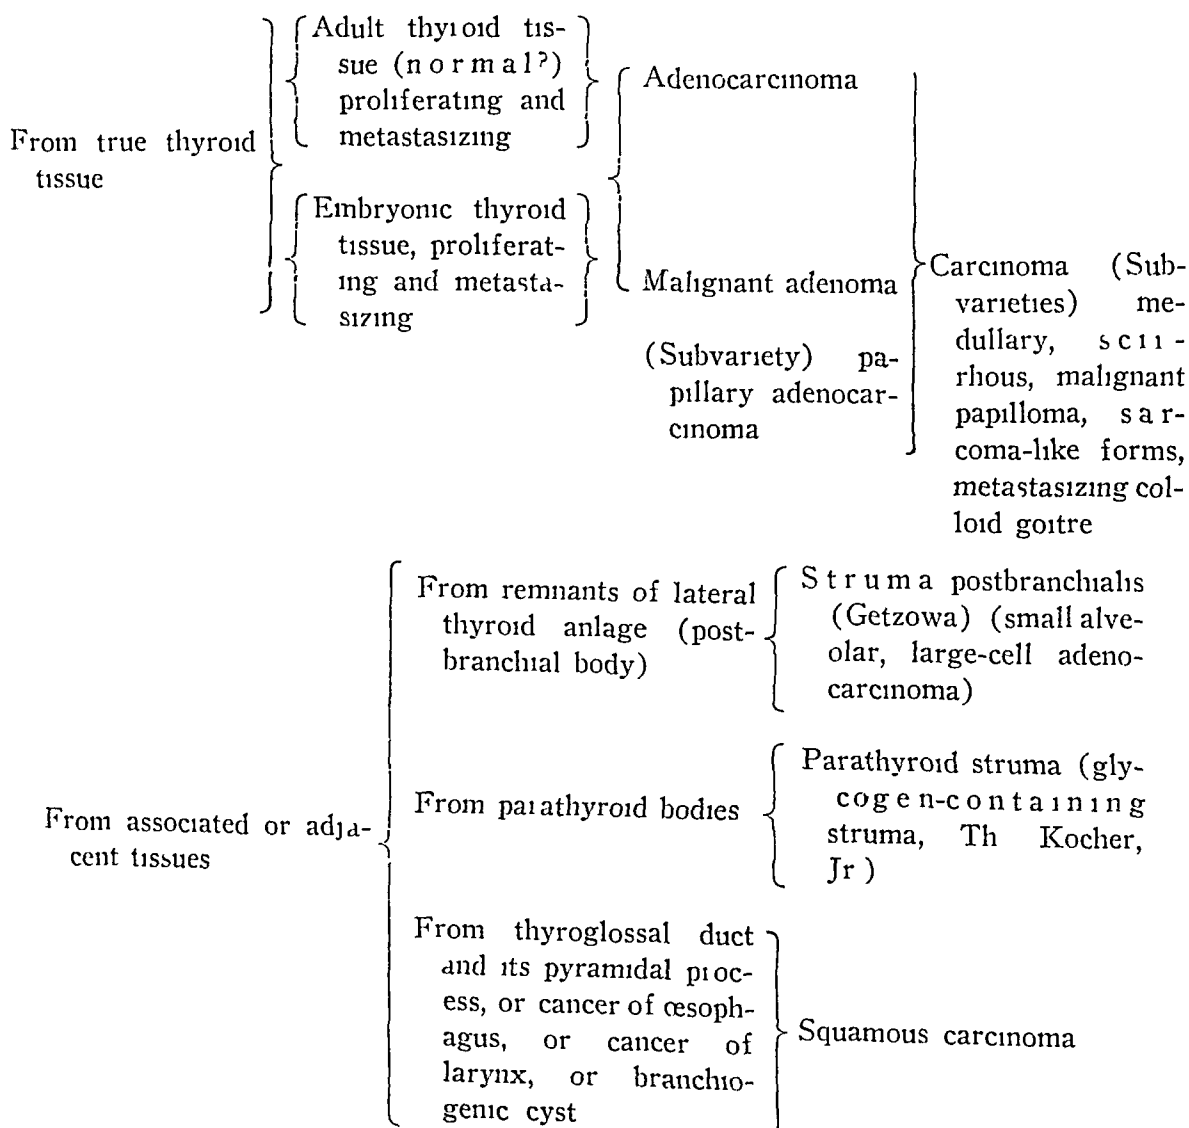 From true thyroid
tissue
Adult thyroid tis-
sue (normal?)
proliferating and
metastasizing
Embryonic thyroid
tissue, proliferat-
ing and metasta-
sizing
Adenocarcinoma
Malignant adenoma
(Subvariety) pa-
pillary adenocar-
cinoma
Carcinoma (Sub-
varieties) me-
dullary, scir-
rhous, malignant
papilloma, sar-
coma-like forms,
metastasizing col-
loid goitre
From associated or adja-
cent tissues
From remnants of lateral
thyroid anlage (post-
branchial body)
Struma postbranchialis
(Getzowa) (small alve-
olar, large-cell adeno-
carcinoma)
From parathyroid bodies
Parathyroid struma (gly-
cogen-containing
struma, Th Kocher,
Jr )
From thyroglossal duct
and its pyramidal proc-
ess, or cancer of œsoph-
agus, or cancer of
larynx, or branchio-
genic cyst
Squamous carcinoma